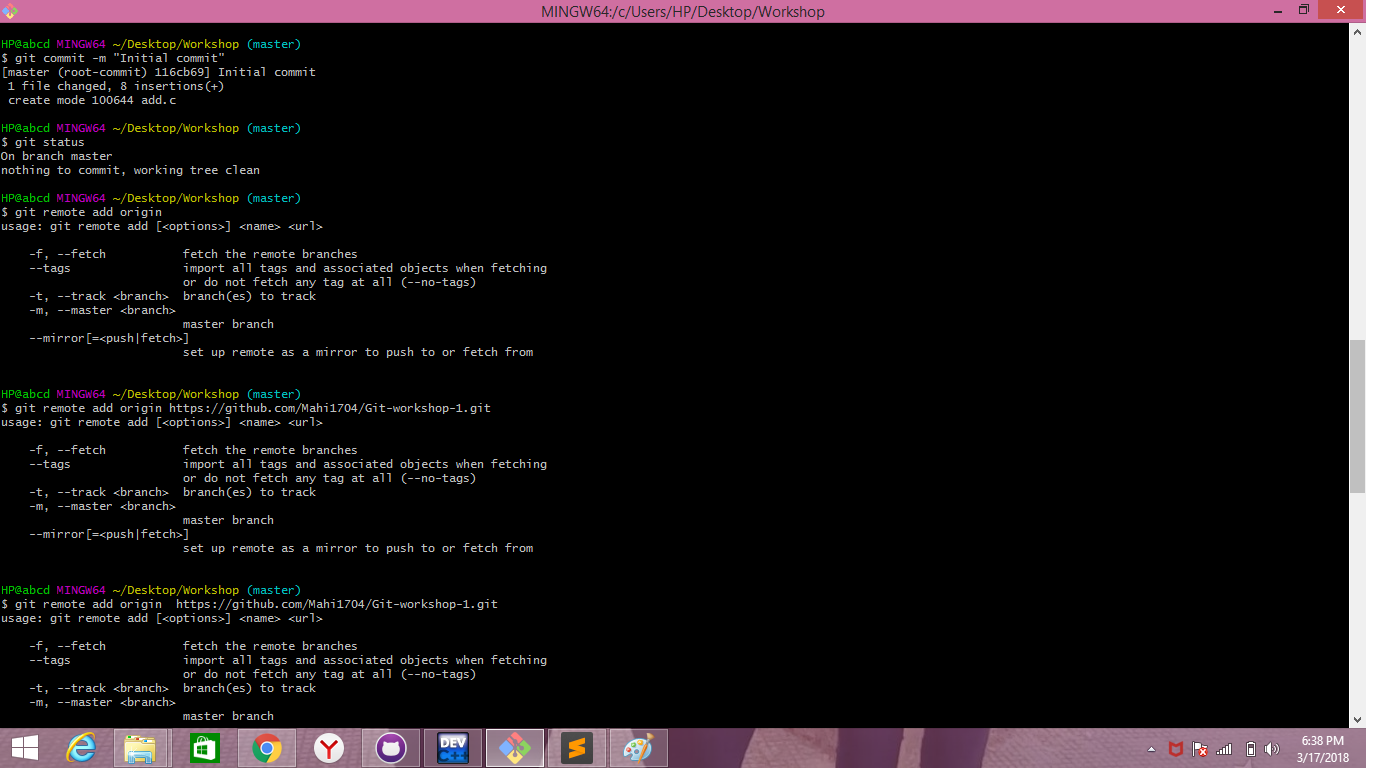 MINGW64:/c/Users/HP/Desktop/Workshop
HP@abcd MINGW64 ~/Desktop/Workshop (master)
$ git commit -m "Initial commit"
[master (root-commit) 116cb69] Initial commit
 1 file changed, 8 insertions(+)
 create mode 100644 add.c
HP@abcd MINGW64 ~/Desktop/Workshop (master)
$ git status
On branch master
nothing to commit, working tree clean
HP@abcd MINGW64 ~/Desktop/Workshop (master)
$ git remote add origin
usage: git remote add [<options>] <name> <url>
    -f, --fetch           fetch the remote branches
    --tags                import all tags and associated objects when fetching
                          or do not fetch any tag at all (--no-tags)
    -t, --track <branch>  branch(es) to track
    -m, --master <branch>
                          master branch
    --mirror[=<push|fetch>]
                          set up remote as a mirror to push to or fetch from
HP@abcd MINGW64 ~/Desktop/Workshop (master)
$ git remote add origin https://github.com/Mahi1704/Git-workshop-1.git
usage: git remote add [<options>] <name> <url>
    -f, --fetch           fetch the remote branches
    --tags                import all tags and associated objects when fetching
                          or do not fetch any tag at all (--no-tags)
    -t, --track <branch>  branch(es) to track
    -m, --master <branch>
                          master branch
    --mirror[=<push|fetch>]
                          set up remote as a mirror to push to or fetch from
HP@abcd MINGW64 ~/Desktop/Workshop (master)
$ git remote add origin  https://github.com/Mahi1704/Git-workshop-1.git
usage: git remote add [<options>] <name> <url>
    -f, --fetch           fetch the remote branches
    --tags                import all tags and associated objects when fetching
                          or do not fetch any tag at all (--no-tags)
    -t, --track <branch>  branch(es) to track
    -m, --master <branch>
                          master branch
DEV
C++
6:38 PM
3/17/2018